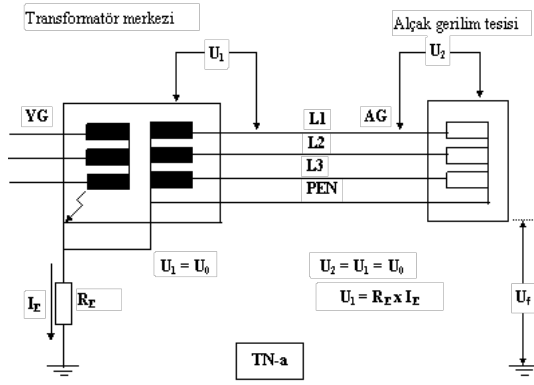 Transformatör merkezi
Alçak gerilim tesisi
U1
U2
YG
L1
AG
L2
L3
PEN
U1 = U0
U2 = U1 = U0
U1 = RE x IE
IE
RE
Uf
TN-a